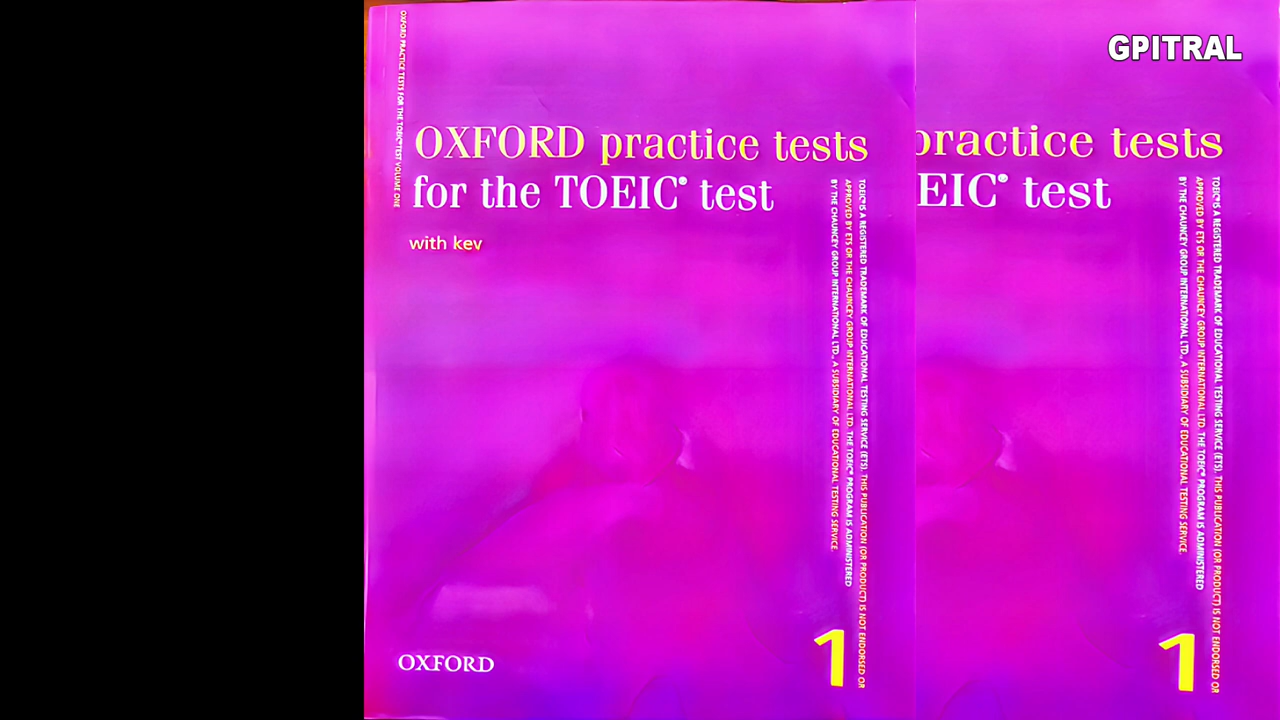 GPITRAL
OXFORD PRACTICE TESTS FOR THE TOEIC® TEST VOLUME ONE
OXFORD practice tests
for the TOEIC® test
with kev
TOEIC® IS A REGISTERED TRADEMARK OF EDUCATIONAL TESTING SERVICE (ETS). THIS PUBLICATION (OR PRODUCT) IS NOT ENDORSED OR
APPROVED BY ETS OR THE CHAUNCEY GROUP INTERNATIONAL LTD. THE TOEIC® PROGRAM IS ADMINISTERED
BY THE CHAUNCEY GROUP INTERNATIONAL LTD., A SUBSIDIARY OF EDUCATIONAL TESTING SERVICE.
OXFORD
1
practice tests
EIC® test
TOEIC® IS A REGISTERED TRADEMARK OF EDUCATIONAL TESTING SERVICE (ETS). THIS PUBLICATION (OR PRODUCT) IS NOT ENDORSED OR
APPROVED BY ETS OR THE CHAUNCEY GROUP INTERNATIONAL LTD. THE TOEIC® PROGRAM IS ADMINISTERED
BY THE CHAUNCEY GROUP INTERNATIONAL LTD., A SUBSIDIARY OF EDUCATIONAL TESTING SERVICE.
1